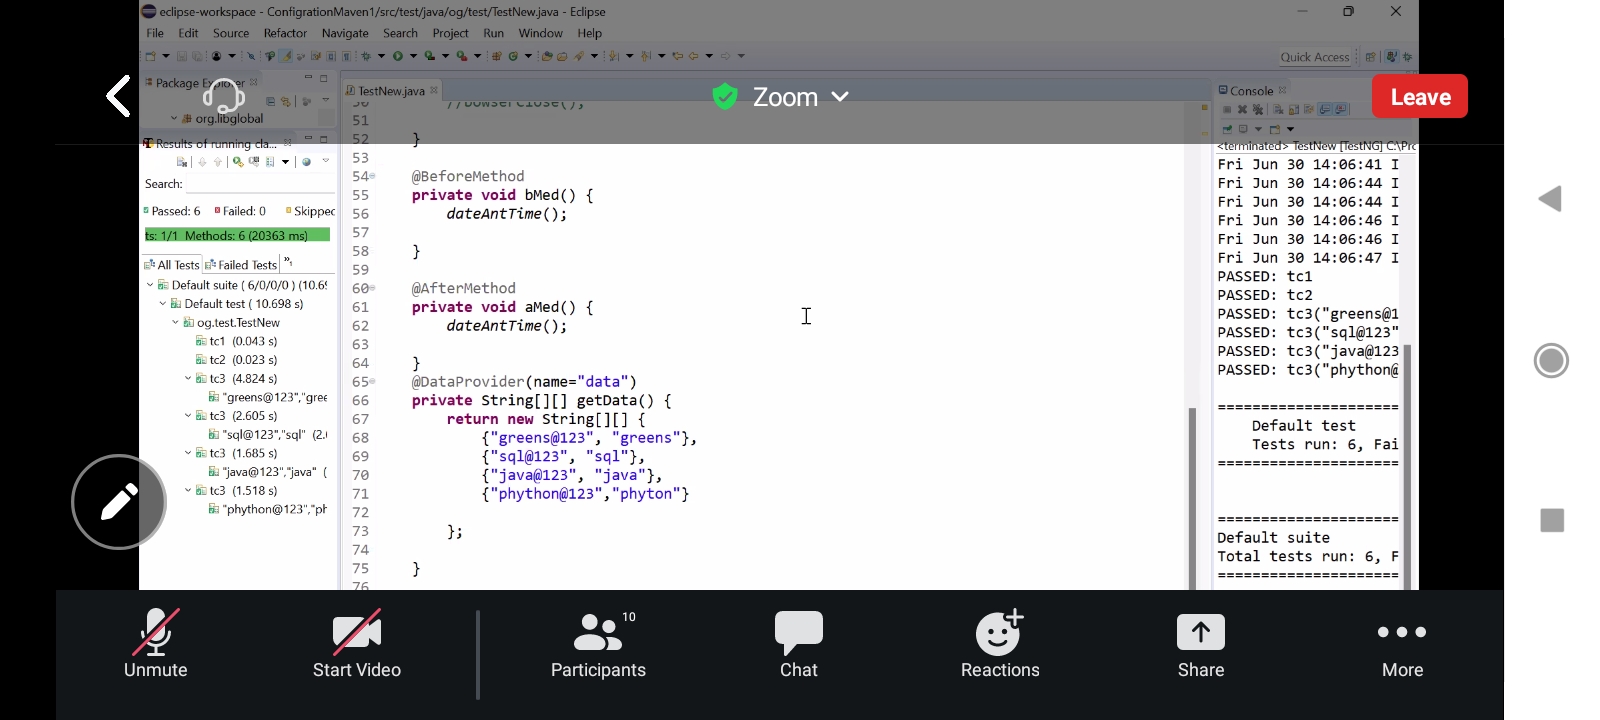 eclipse-workspace - ConfigrationMaven1/src/test/java/og/test/TestNew.java - Eclipse
File Edit Source Refactor Navigate Search Project Run Window Help
Quick Access
Package Explorer
org.libglobal
Results of running cla...
Search:
Passed: 6 Failed: 0 Skipped
ts: 1/1 Methods: 6 (20363 ms)
All Tests Failed Tests »1
Default suite ( 6/0/0/0 ) (10.69
Default test ( 10.698 s)
og.test.TestNew
tc1 (0.043 s)
tc2 (0.023 s)
tc3 (4.824 s)
"greens@123","gree
tc3 (2.605 s)
"sql@123","sql" (2.
tc3 (1.685 s)
"java@123","java" (
tc3 (1.518 s)
"phython@123","ph
TestNew.java
50 //bowserClose();
51
52 }
53
54 @BeforeMethod
55 private void bMed() {
56 dateAntTime();
57
58 }
59
60 @AfterMethod
61 private void aMed() {
62 dateAntTime();
63
64 }
65 @DataProvider(name="data")
66 private String[][] getData() {
67 return new String[][] {
68 {"greens@123", "greens"},
69 {"sql@123", "sql"},
70 {"java@123", "java"},
71 {"phython@123","phyton"}
72
73 };
74
75 }
76
Console
<terminated> TestNew [TestNG] C:\Prc
Fri Jun 30 14:06:41 I
Fri Jun 30 14:06:44 I
Fri Jun 30 14:06:44 I
Fri Jun 30 14:06:46 I
Fri Jun 30 14:06:46 I
Fri Jun 30 14:06:47 I
PASSED: tc1
PASSED: tc2
PASSED: tc3("greens@1
PASSED: tc3("sql@123"
PASSED: tc3("java@123
PASSED: tc3("phython@
=====================
Default test
Tests run: 6, Fai
=====================
=====================
Default suite
Total tests run: 6, F
=====================
Zoom
Leave
Unmute
Start Video
10
Participants
Chat
Reactions
Share
More